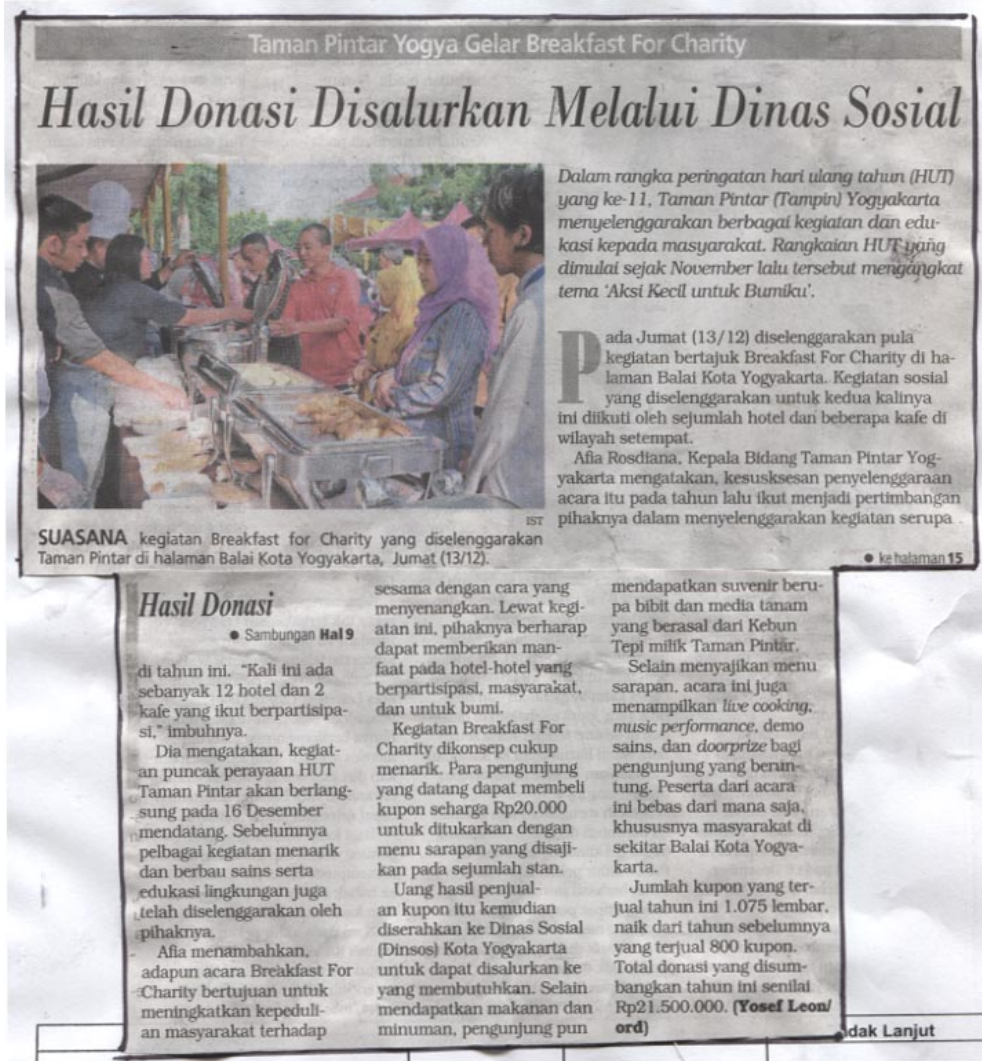 Taman Pintar Yogya Gelar Breakfast For Charity
Hasil Donasi Disalurkan Melalui Dinas Sosial
Dalam rangka peringatan hari ulang tahun (HUT)
yang ke-11, Taman Pintar (Tampin) Yogyakarta
menyelenggarakan berbagai kegiatan dan edu-
kasi kepada masyarakat. Rangkaian HUT yang
dimulai sejak November lalu tersebut mengangkat
tema ‘Aksi Kecil untuk Bumiku’.
Pada Jumat (13/12) diselenggarakan pula
kegiatan bertajuk Breakfast For Charity di ha-
laman Balai Kota Yogyakarta. Kegiatan sosial
yang diselenggarakan untuk kedua kalinya
ini diikuti oleh sejumlah hotel dan beberapa kafe di
wilayah setempat.
Afia Rosdiana, Kepala Bidang Taman Pintar Yog-
yakarta mengatakan, kesusksesan penyelenggaraan
acara itu pada tahun lalu ikut menjadi pertimbangan
pihaknya dalam menyelenggarakan kegiatan serupa
● ke halaman 15
IST
SUASANA kegiatan Breakfast for Charity yang diselenggarakan
Taman Pintar di halaman Balai Kota Yogyakarta, Jumat (13/12).
Hasil Donasi
● Sambungan Hal 9
di tahun ini. “Kali ini ada
sebanyak 12 hotel dan 2
kafe yang ikut berpartisipa-
si,” imbuhnya.
Dia mengatakan, kegiat-
an puncak perayaan HUT
Taman Pintar akan berlang-
sung pada 16 Desember
mendatang. Sebelumnya
pelbagai kegiatan menarik
dan berbau sains serta
edukasi lingkungan juga
telah diselenggarakan oleh
pihaknya.
Afia menambahkan,
adapun acara Breakfast For
Charity bertujuan untuk
meningkatkan kepeduli-
an masyarakat terhadap
sesama dengan cara yang
menyenangkan. Lewat kegi-
atan ini, pihaknya berharap
dapat memberikan man-
faat pada hotel-hotel yang
berpartisipasi, masyarakat,
dan untuk bumi.
Kegiatan Breakfast For
Charity dikonsep cukup
menarik. Para pengunjung
yang datang dapat membeli
kupon seharga Rp20.000
untuk ditukarkan dengan
menu sarapan yang disaji-
kan pada sejumlah stan.
Uang hasil penjual-
an kupon itu kemudian
diserahkan ke Dinas Sosial
(Dinsos) Kota Yogyakarta
untuk dapat disalurkan ke
yang membutuhkan. Selain
mendapatkan makanan dan
minuman, pengunjung pun
mendapatkan suvenir beru-
pa bibit dan media tanam
yang berasal dari Kebun
Tepi milik Taman Pintar.
Selain menyajikan menu
sarapan, acara ini juga
menampilkan live cooking,
music performance, demo
sains, dan doorprize bagi
pengunjung yang berun-
tung. Peserta dari acara
ini bebas dari mana saja,
khususnya masyarakat di
sekitar Balai Kota Yogya-
karta.
Jumlah kupon yang ter-
jual tahun ini 1.075 lembar,
naik dari tahun sebelumnya
yang terjual 800 kupon.
Total donasi yang disum-
bangkan tahun ini senilai
Rp21.500.000. (Yosef Leon/
ord)
dak Lanjut